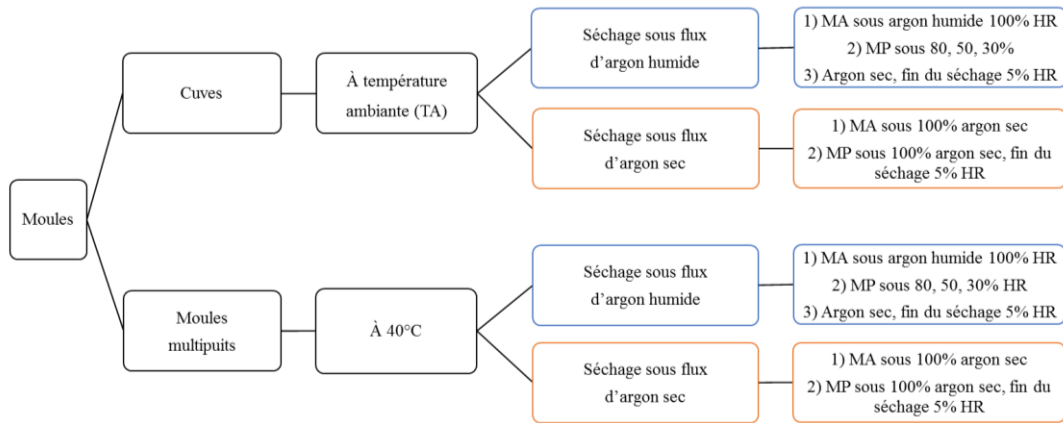 Moules
Cuves
À température
ambiante (TA)
Séchage sous flux
d'argon humide
1) MA sous argon humide 100% HR
2) MP sous 80, 50, 30%
3) Argon sec, fin du séchage 5% HR
Séchage sous flux
d'argon sec
1) MA sous 100% argon sec
2) MP sous 100% argon sec, fin du
séchage 5% HR
Moules
multipuits
À 40°C
Séchage sous flux
d'argon humide
1) MA sous argon humide 100% HR
2) MP sous 80, 50, 30% HR
3) Argon sec, fin du séchage 5% HR
Séchage sous flux
d'argon sec
1) MA sous 100% argon sec
2) MP sous 100% argon sec, fin du
séchage 5% HR